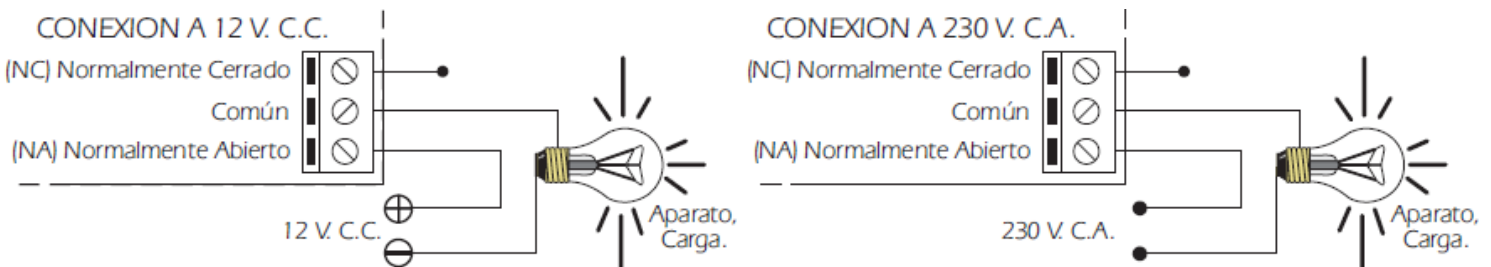 CONEXION A 12 V. C.C.
(NC) Normalmente Cerrado
Común
(NA) Normalmente Abierto
12 V. C.C.
Aparato,
Carga.
CONEXION A 230 V. C.A.
(NC) Normalmente Cerrado
Común
(NA) Normalmente Abierto
230 V. C.A.
Aparato,
Carga.